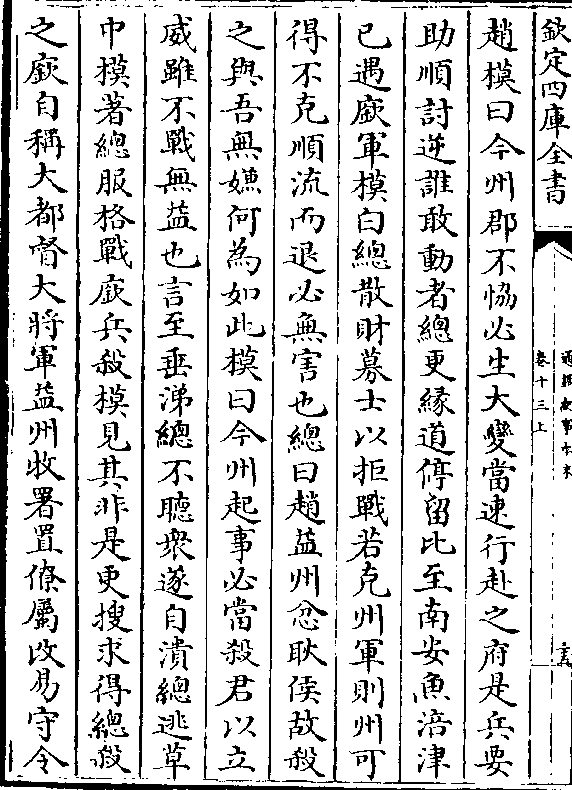 欽定四庫全書
通鑑紀事本末
卷十三上
趙模曰今州郡不協必生大變當速行赴之府是兵要
助順討逆誰敢動者總更緣道停留比至南安魚涪津
已遇廞軍模白總散財募士以拒戰若克州軍則州可
得不克順流而退必無害也總曰趙益州忿耿侯故殺
之與吾無嫌何為如此模曰今州起事必當殺君以立
威雖不戰無益也言至垂涕總不聽衆遂自潰總逃草
中模著總服格戰廞兵殺模見其非是更搜求得總殺
之廞自稱大都督大將軍益州牧署置僚屬改易守令